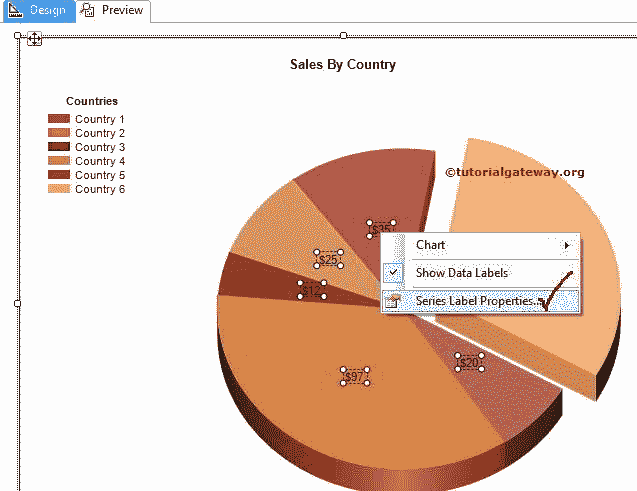 Design Preview
Sales By Country
Countries
Country 1
Country 2
Country 3
Country 4
Country 5
Country 6
©tutorialgateway.org
$35
Chart
$25
Show Data Labels
$12
Series Label Properties...
$20
$97